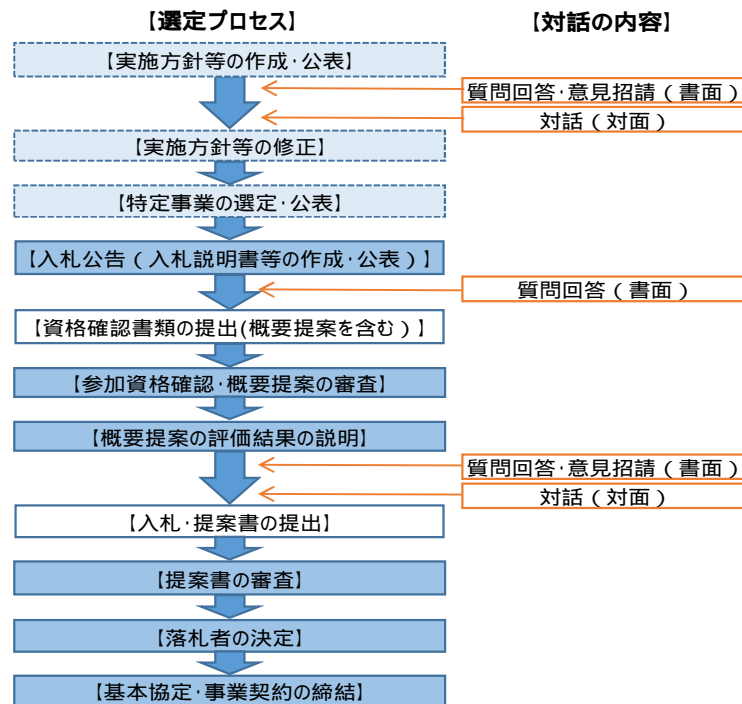 【選定プロセス】
【対話の内容】
【実施方針等の作成・公表】
質問回答・意見招請（書面）
対話（対面）
【実施方針等の修正】
【特定事業の選定・公表】
【入札公告（入札説明書等の作成・公表）】
質問回答（書面）
【資格確認書類の提出(概要提案を含む）】
【参加資格確認・概要提案の審査】
【概要提案の評価結果の説明】
質問回答・意見招請（書面）
対話（対面）
【入札・提案書の提出】
【提案書の審査】
【落札者の決定】
【基本協定・事業契約の締結】